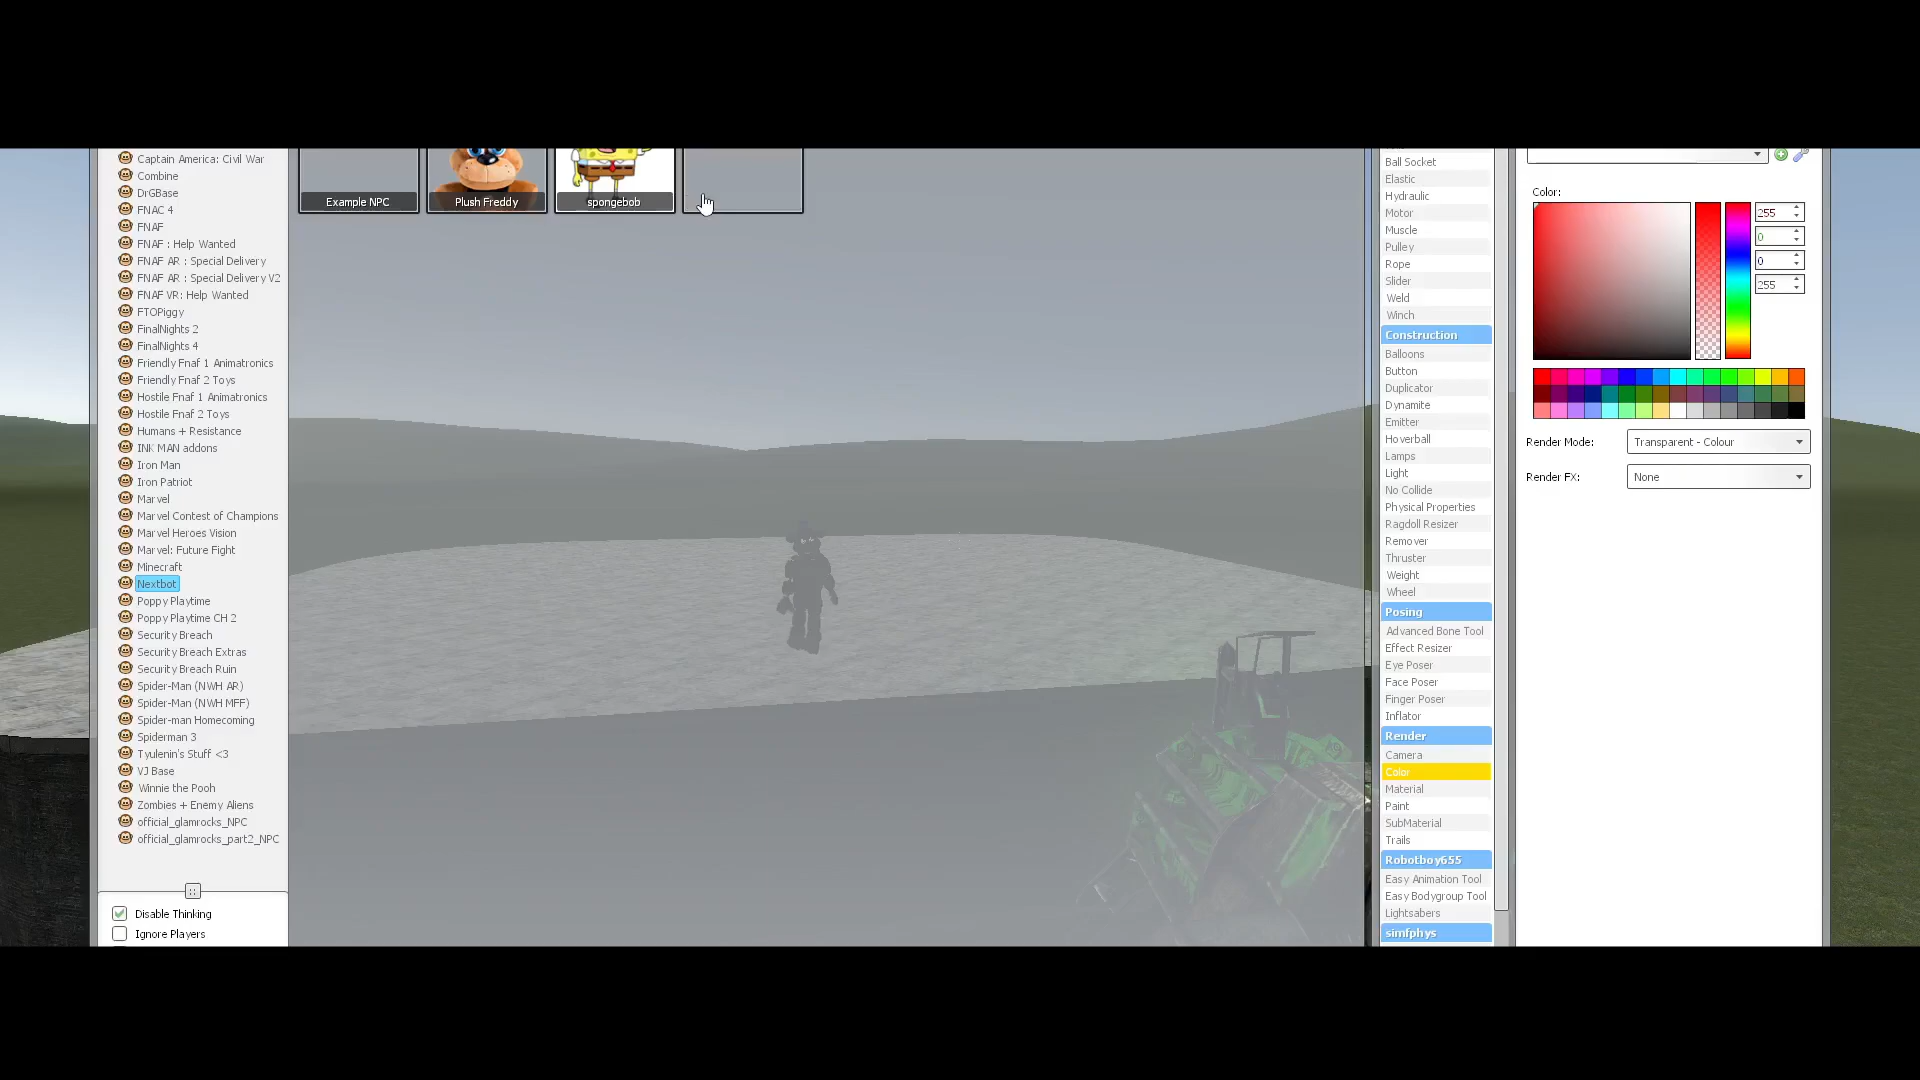 Captain America: Civil War
Combine
DrGBase
FNAC 4
FNAF
FNAF : Help Wanted
FNAF AR : Special Delivery
FNAF AR : Special Delivery V2
FNAF VR: Help Wanted
FTOPiggy
FinalNights 2
FinalNights 4
Friendly Fnaf 1 Animatronics
Friendly Fnaf 2 Toys
Hostile Fnaf 1 Animatronics
Hostile Fnaf 2 Toys
Humans + Resistance
INK MAN addons
Iron Man
Iron Patriot
Marvel
Marvel Contest of Champions
Marvel Heroes Vision
Marvel: Future Fight
Minecraft
Nextbot
Poppy Playtime
Poppy Playtime CH 2
Security Breach
Security Breach Extras
Security Breach Ruin
Spider-Man (NWH AR)
Spider-Man (NWH MFF)
Spider-man Homecoming
Spiderman 3
Tyulenin's Stuff <3
VJ Base
Winnie the Pooh
Zombies + Enemy Aliens
official_glamrocks_NPC
official_glamrocks_part2_NPC
Disable Thinking
Ignore Players
Example NPC
Plush Freddy
spongebob
Ball Socket
Elastic
Hydraulic
Motor
Muscle
Pulley
Rope
Slider
Weld
Winch
Construction
Balloons
Button
Duplicator
Dynamite
Emitter
Hoverball
Lamps
Light
No Collide
Physical Properties
Ragdoll Resizer
Remover
Thruster
Weight
Wheel
Posing
Advanced Bone Tool
Effect Resizer
Eye Poser
Face Poser
Finger Poser
Inflator
Render
Camera
Color
Material
Paint
SubMaterial
Trails
Robotboy655
Easy Animation Tool
Easy Bodygroup Tool
Lightsabers
simfphys
Color:
255
0
0
255
Render Mode:
Transparent - Colour
Render FX:
None